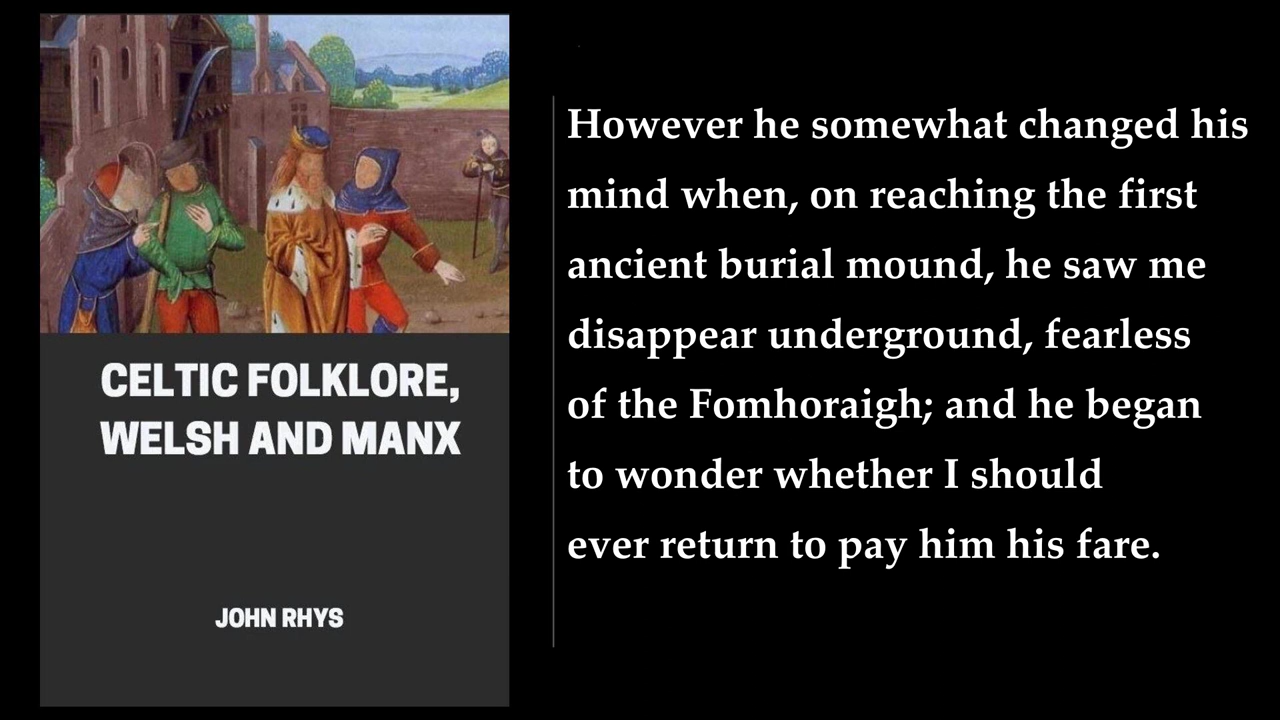 CELTIC FOLKLORE,
WELSH AND MANX
JOHN RHYS
However he somewhat changed his
mind when, on reaching the first
ancient burial mound, he saw me
disappear underground, fearless
of the Fomhoraigh; and he began
to wonder whether I should
ever return to pay him his fare.